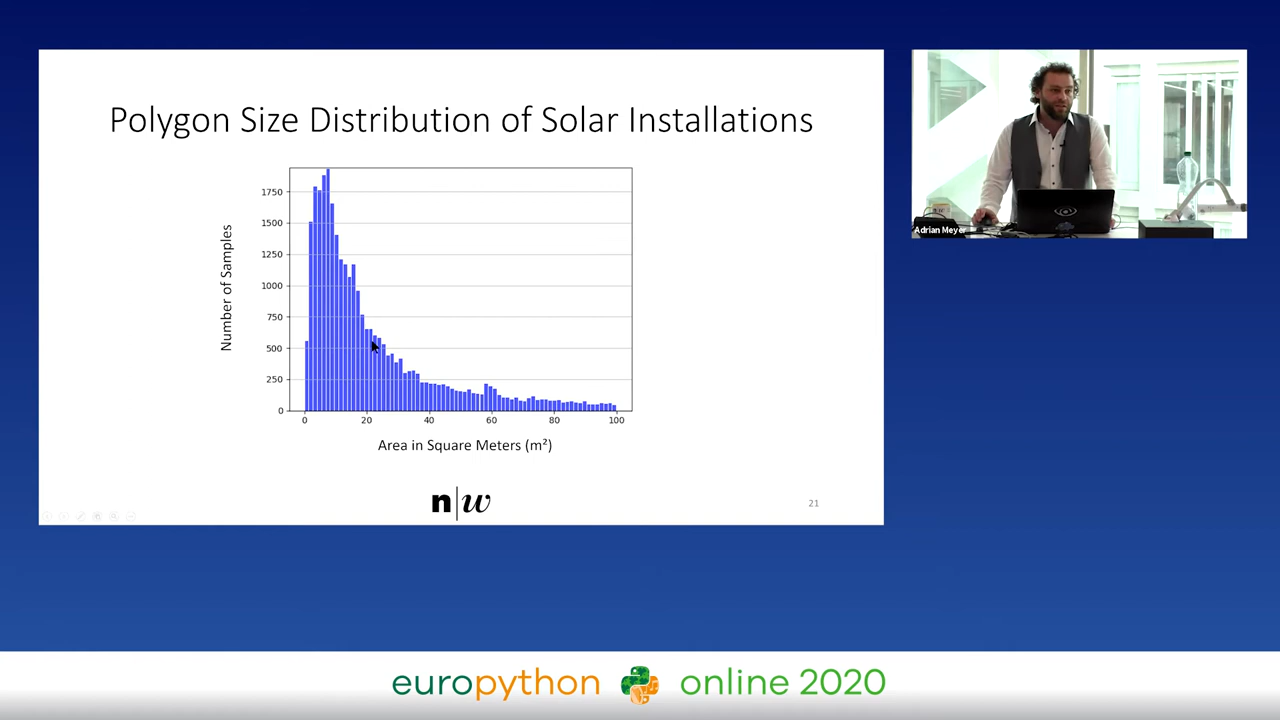 Polygon Size Distribution of Solar Installations
Number of Samples
1750
1500
1250
1000
750
500
250
0
0 20 40 60 80 100
Area in Square Meters (m²)
n|w
21
Adrian Meyer
europython online 2020